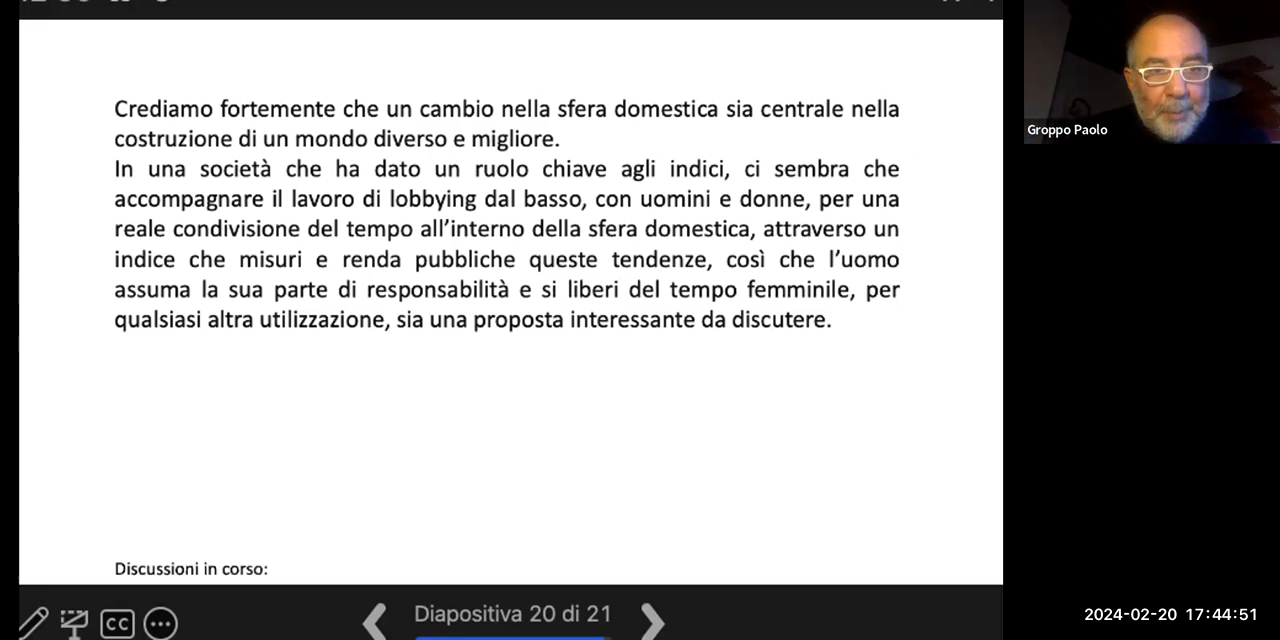 Crediamo fortemente che un cambio nella sfera domestica sia centrale nella
costruzione di un mondo diverso e migliore.
In una società che ha dato un ruolo chiave agli indici, ci sembra che
accompagnare il lavoro di lobbying dal basso, con uomini e donne, per una
reale condivisione del tempo all’interno della sfera domestica, attraverso un
indice che misuri e renda pubbliche queste tendenze, così che l’uomo
assuma la sua parte di responsabilità e si liberi del tempo femminile, per
qualsiasi altra utilizzazione, sia una proposta interessante da discutere.
Discussioni in corso:
CC
Diapositiva 20 di 21
Groppo Paolo
2024-02-20 17:44:51